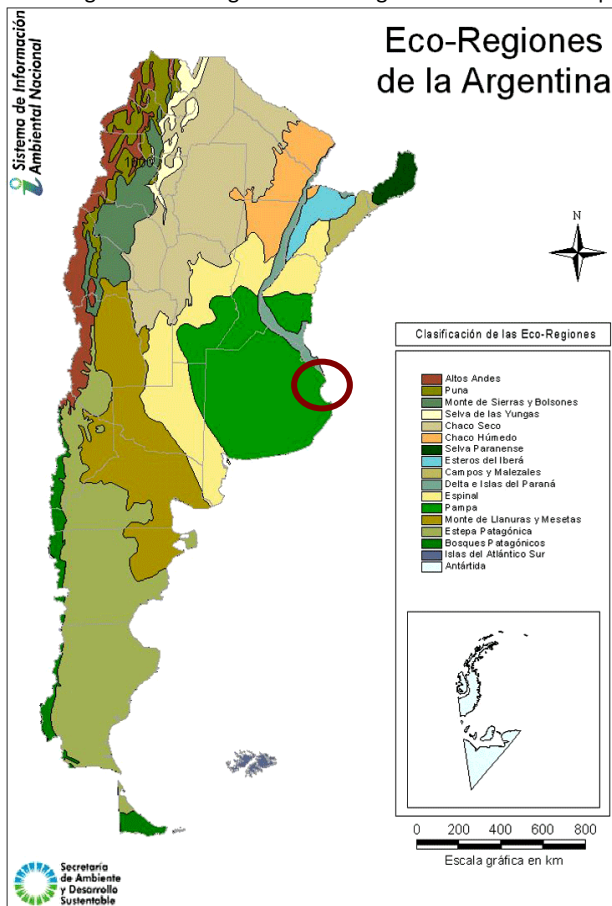 Eco-Regiones
de la Argentina
Sistema de Información
Ambiental Nacional
N
Clasificación de las Eco-Regiones
Altos Andes
Puna
Monte de Sierras y Bolsones
Selva de las Yungas
Chaco Seco
Chaco Húmedo
Selva Paranense
Esteros del Iberá
Campos y Malezales
Delta e Islas del Paraná
Espinal
Pampa
Monte de Llanuras y Mesetas
Estepa Patagónica
Bosques Patagónicos
Islas del Atlántico Sur
Antártida
0 200 400 600 800
Escala gráfica en km
Secretaría
de Ambiente
y Desarrollo
Sustentable